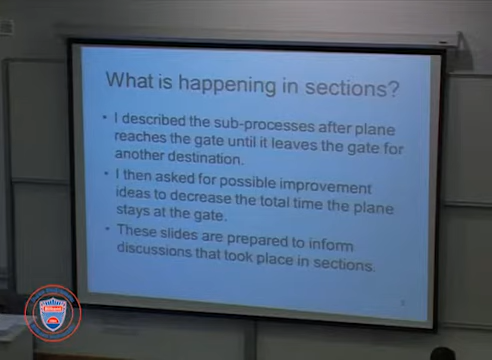 What is happening in sections?
• I described the sub-processes after plane
reaches the gate until it leaves the gate for
another destination.
• I then asked for possible improvement
ideas to decrease the total time the plane
stays at the gate.
• These slides are prepared to inform
discussions that took place in sections.